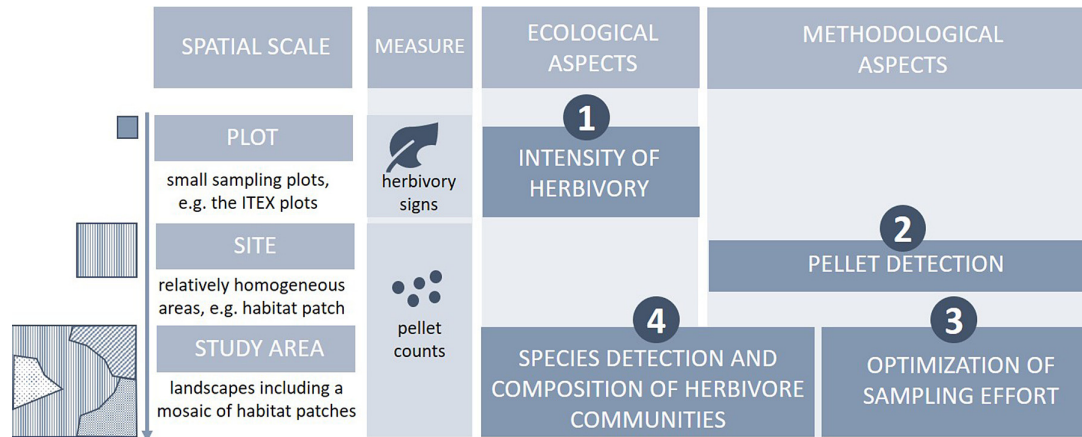 SPATIAL SCALE
MEASURE
ECOLOGICAL
ASPECTS
METHODOLOGICAL
ASPECTS
PLOT
small sampling plots,
e.g. the ITEX plots
herbivory
signs
1
INTENSITY OF
HERBIVORY
SITE
relatively homogeneous
areas, e.g. habitat patch
2
PELLET DETECTION
pellet
counts
STUDY AREA
landscapes including a
mosaic of habitat patches
4
SPECIES DETECTION AND
COMPOSITION OF HERBIVORE
COMMUNITIES
3
OPTIMIZATION OF
SAMPLING EFFORT